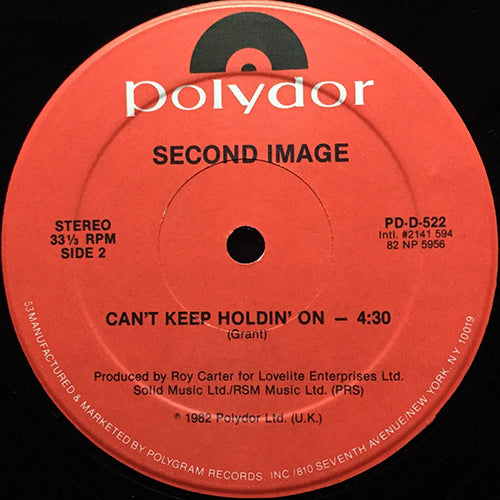 polydor
SECOND IMAGE
STEREO
33⅓ RPM
SIDE 2
PD-D-522
Intl. #2141 594
82 NP 5956
CAN'T KEEP HOLDIN' ON — 4:30
(Grant)
Produced by Roy Carter for Lovelite Enterprises Ltd.
Solid Music Ltd./RSM Music Ltd. (PRS)
℗ 1982 Polydor Ltd. (U.K.)
53 MANUFACTURED & MARKETED BY POLYGRAM RECORDS, INC/810 SEVENTH AVENUE/NEW YORK, NY 10019